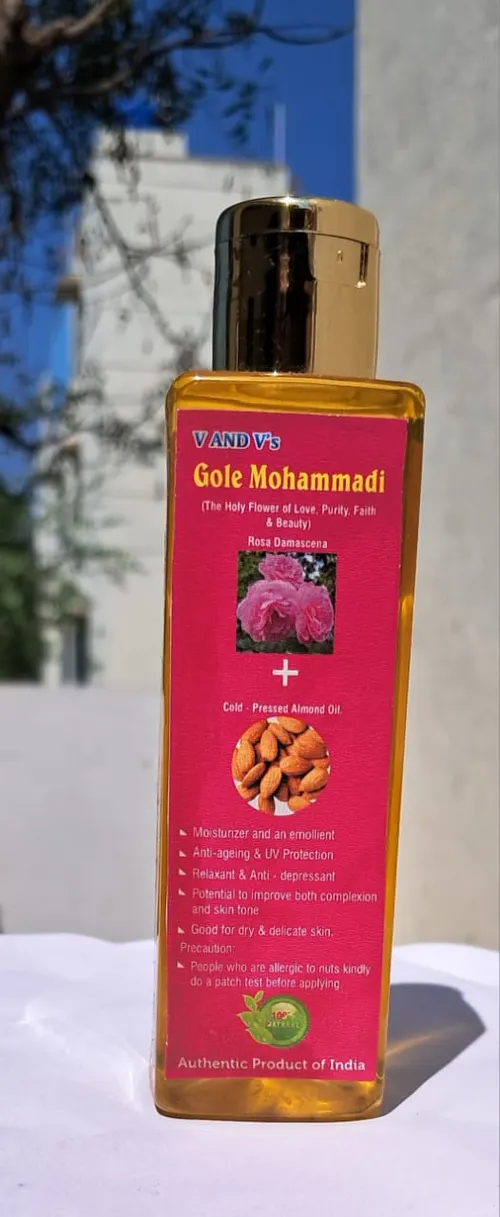 V AND V's
Gole Mohammadi
(The Holy Flower of Love, Purity, Faith
& Beauty)
Rosa Damascena
+
Cold - Pressed Almond Oil.
Moisturizer and an emollient
Anti-ageing & UV Protection
Relaxant & Anti - depressant
Potential to improve both complexion
and skin tone
Good for dry & delicate skin.
Precaution:
People who are allergic to nuts kindly
do a patch test before applying
100%
NATURAL
Authentic Product of India